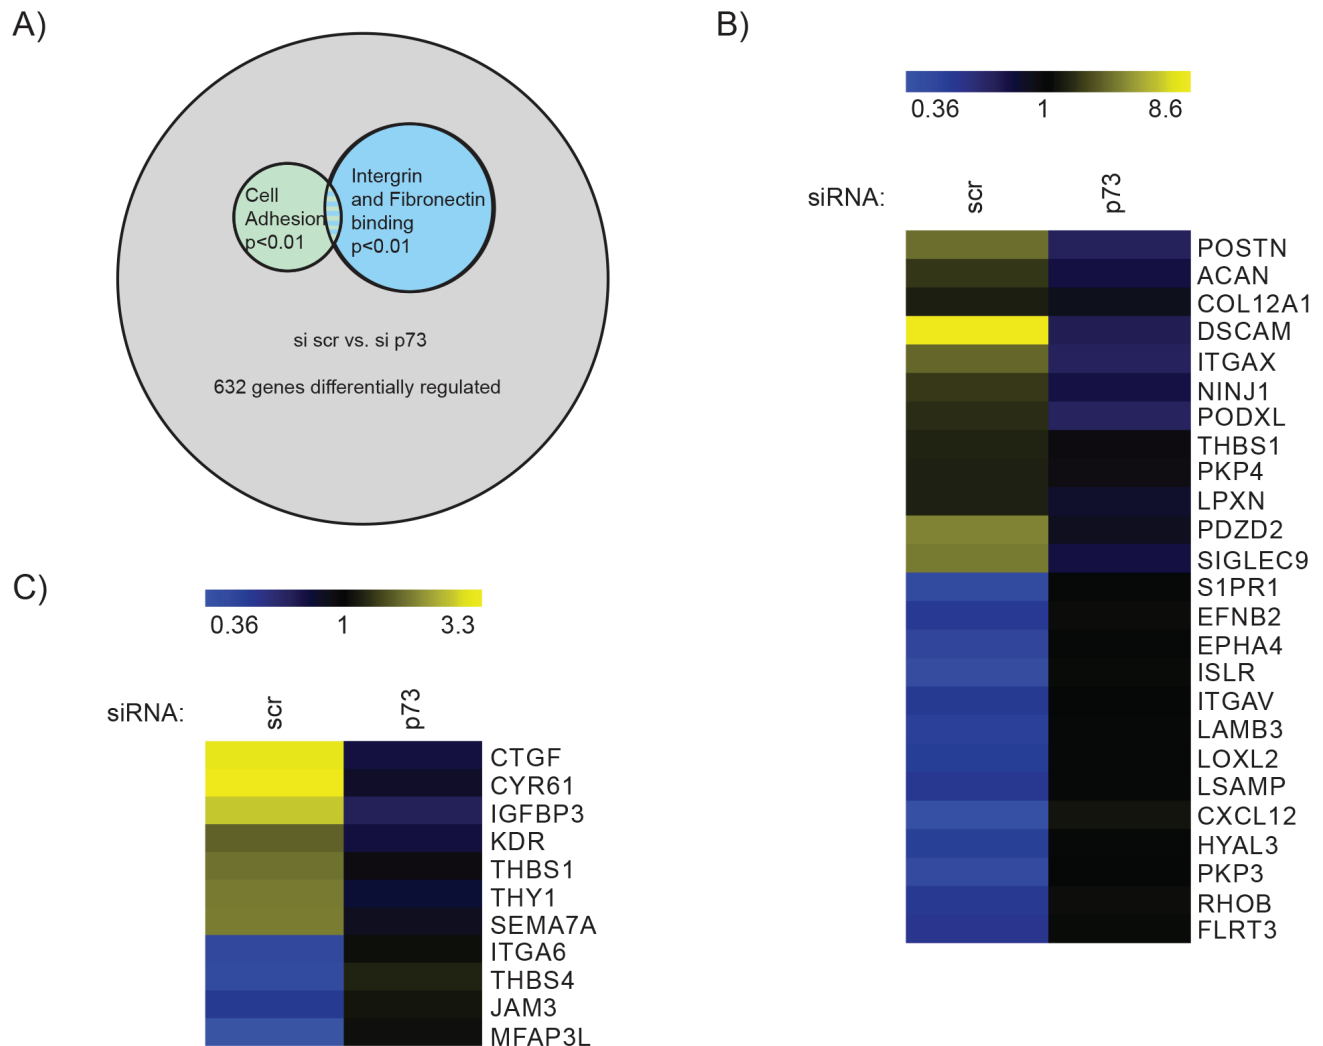 A)
Cell
Adhesion
p<0.01
Intergrin
and Fibronectin
binding
p<0.01
si scr vs. si p73
632 genes differentially regulated
B)
0.36 1 8.6
siRNA: scr p73
POSTN
ACAN
COL12A1
DSCAM
ITGAX
NINJ1
PODXL
THBS1
PKP4
LPXN
PDZD2
SIGLEC9
S1PR1
EFNB2
EPHA4
ISLR
ITGAV
LAMB3
LOXL2
LSAMP
CXCL12
HYAL3
PKP3
RHOB
FLRT3
C)
0.36 1 3.3
siRNA: scr p73
CTGF
CYR61
IGFBP3
KDR
THBS1
THY1
SEMA7A
ITGA6
THBS4
JAM3
MFAP3L